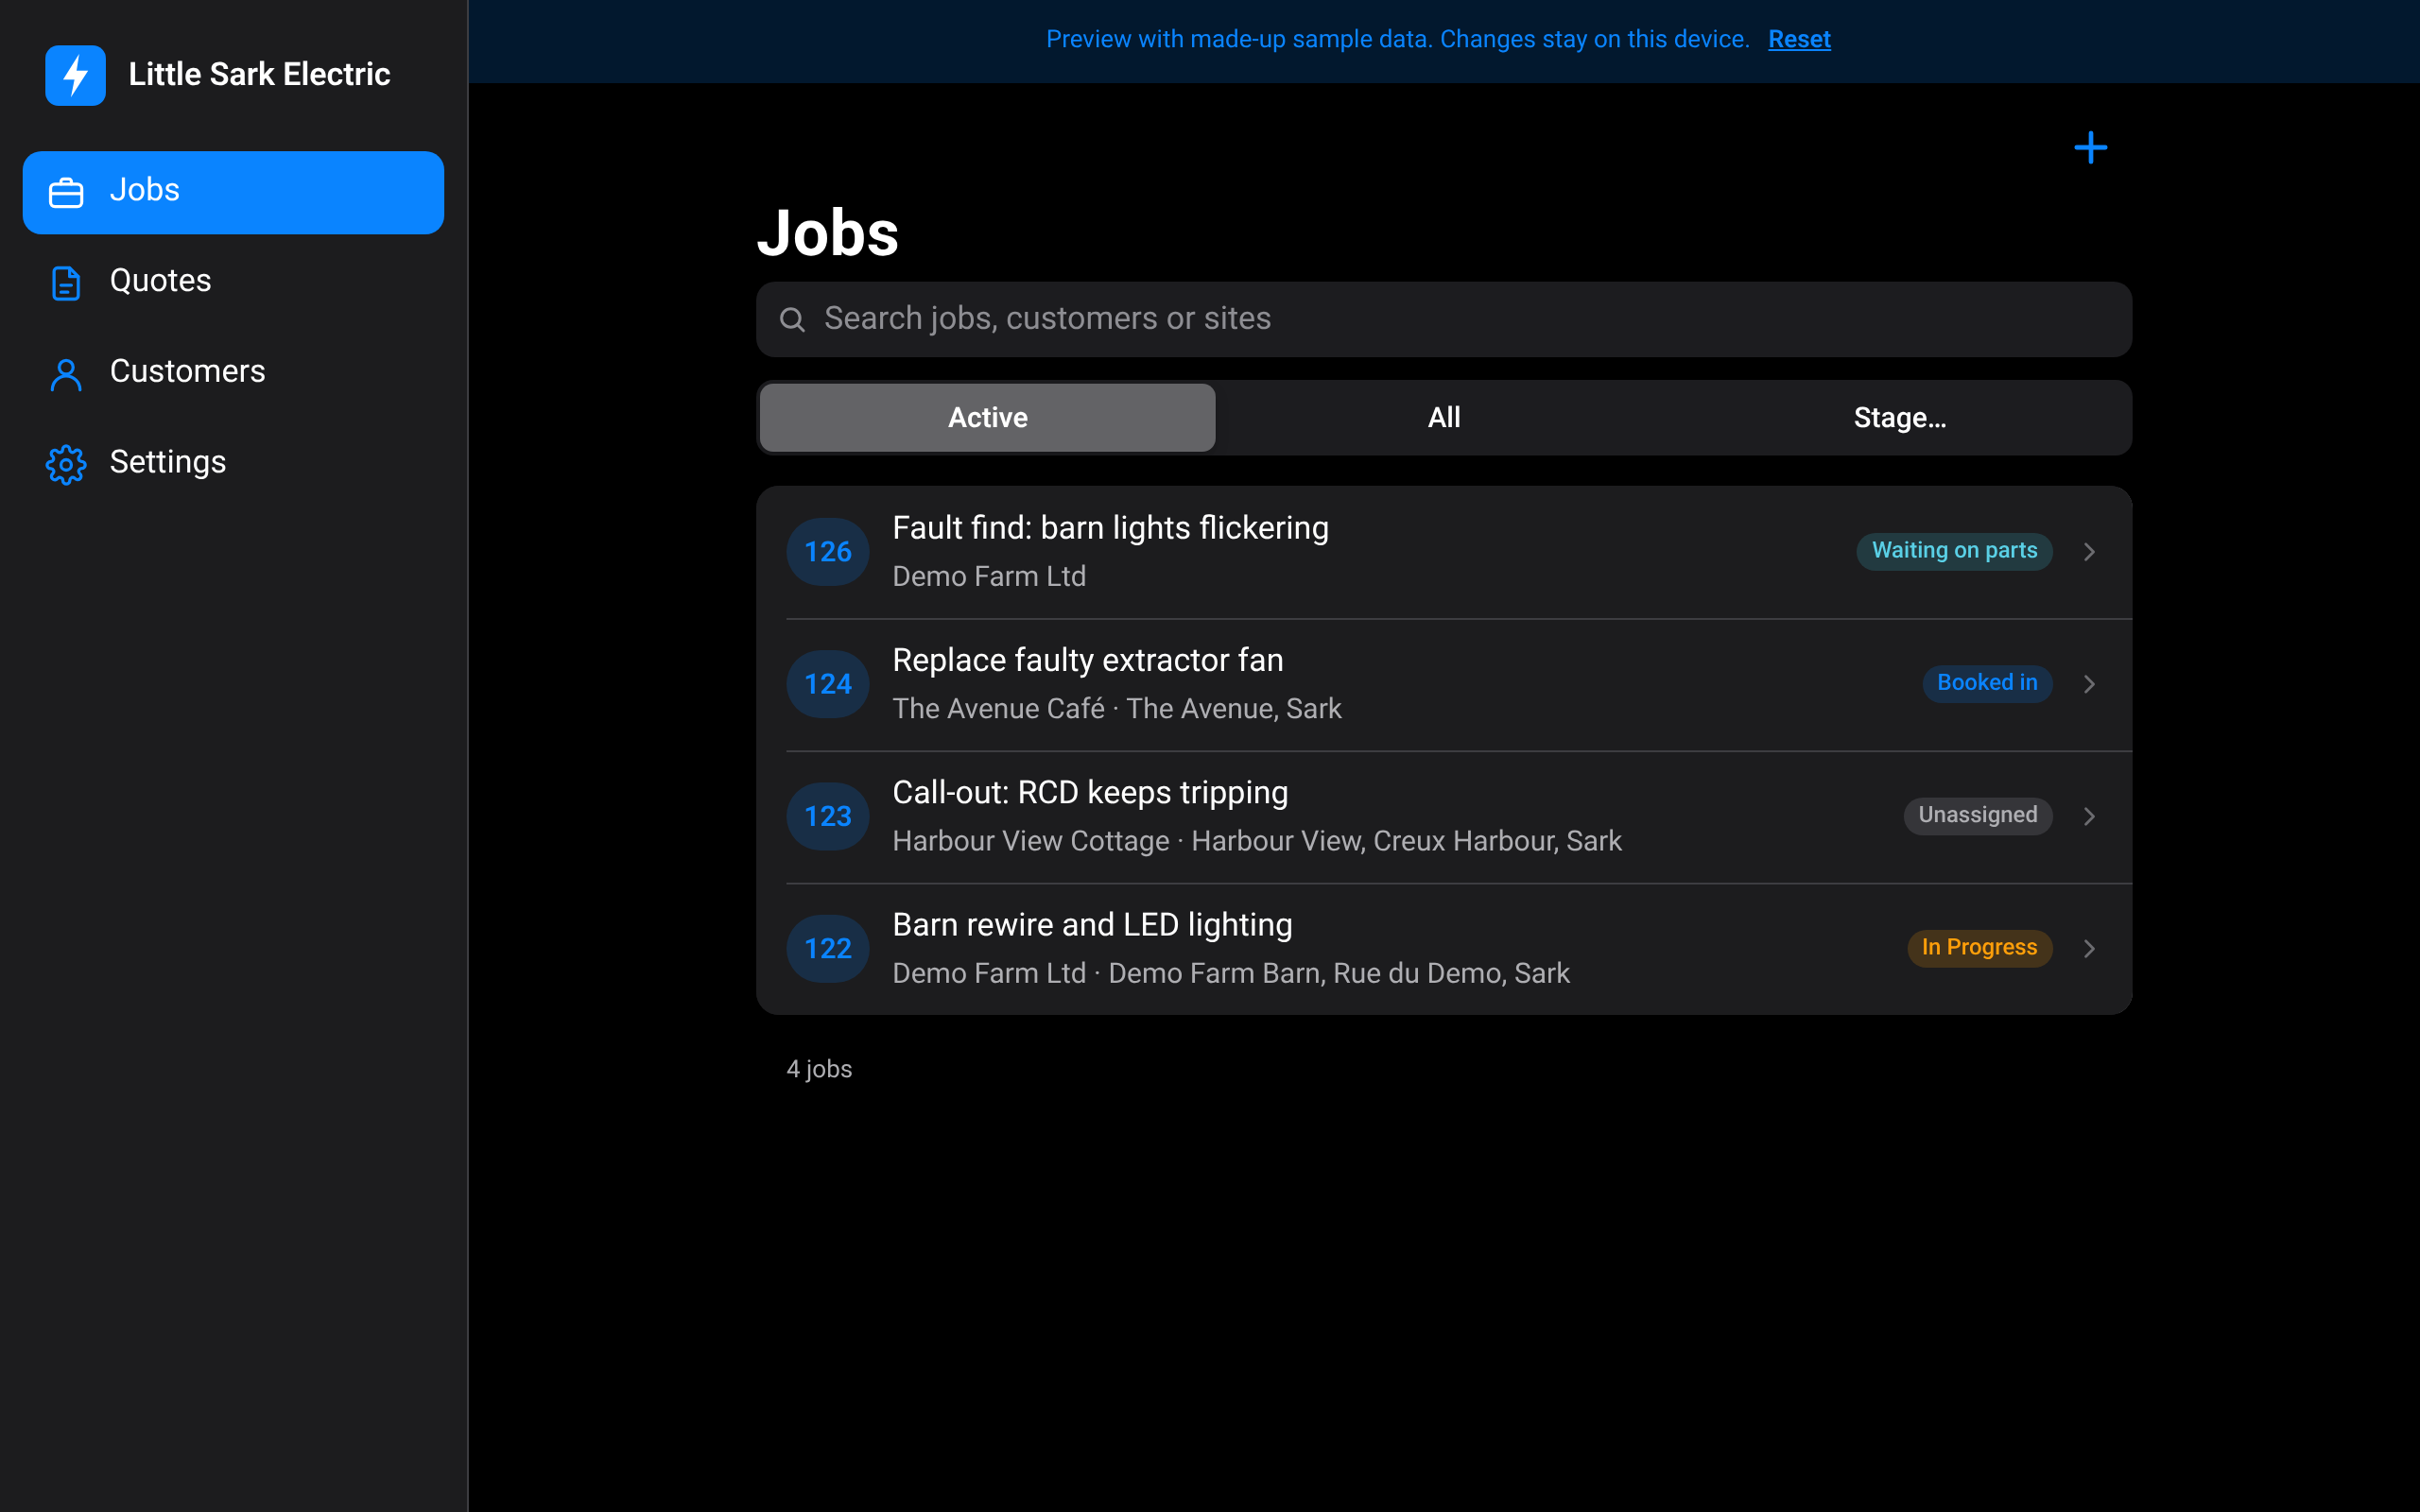 Little Sark Electric
Jobs
Quotes
Customers
Settings
Preview with made-up sample data. Changes stay on this device. Reset
Jobs
Search jobs, customers or sites
Active
All
Stage...
126
Fault find: barn lights flickering
Demo Farm Ltd
Waiting on parts
124
Replace faulty extractor fan
The Avenue Café · The Avenue, Sark
Booked in
123
Call-out: RCD keeps tripping
Harbour View Cottage · Harbour View, Creux Harbour, Sark
Unassigned
122
Barn rewire and LED lighting
Demo Farm Ltd · Demo Farm Barn, Rue du Demo, Sark
In Progress
4 jobs